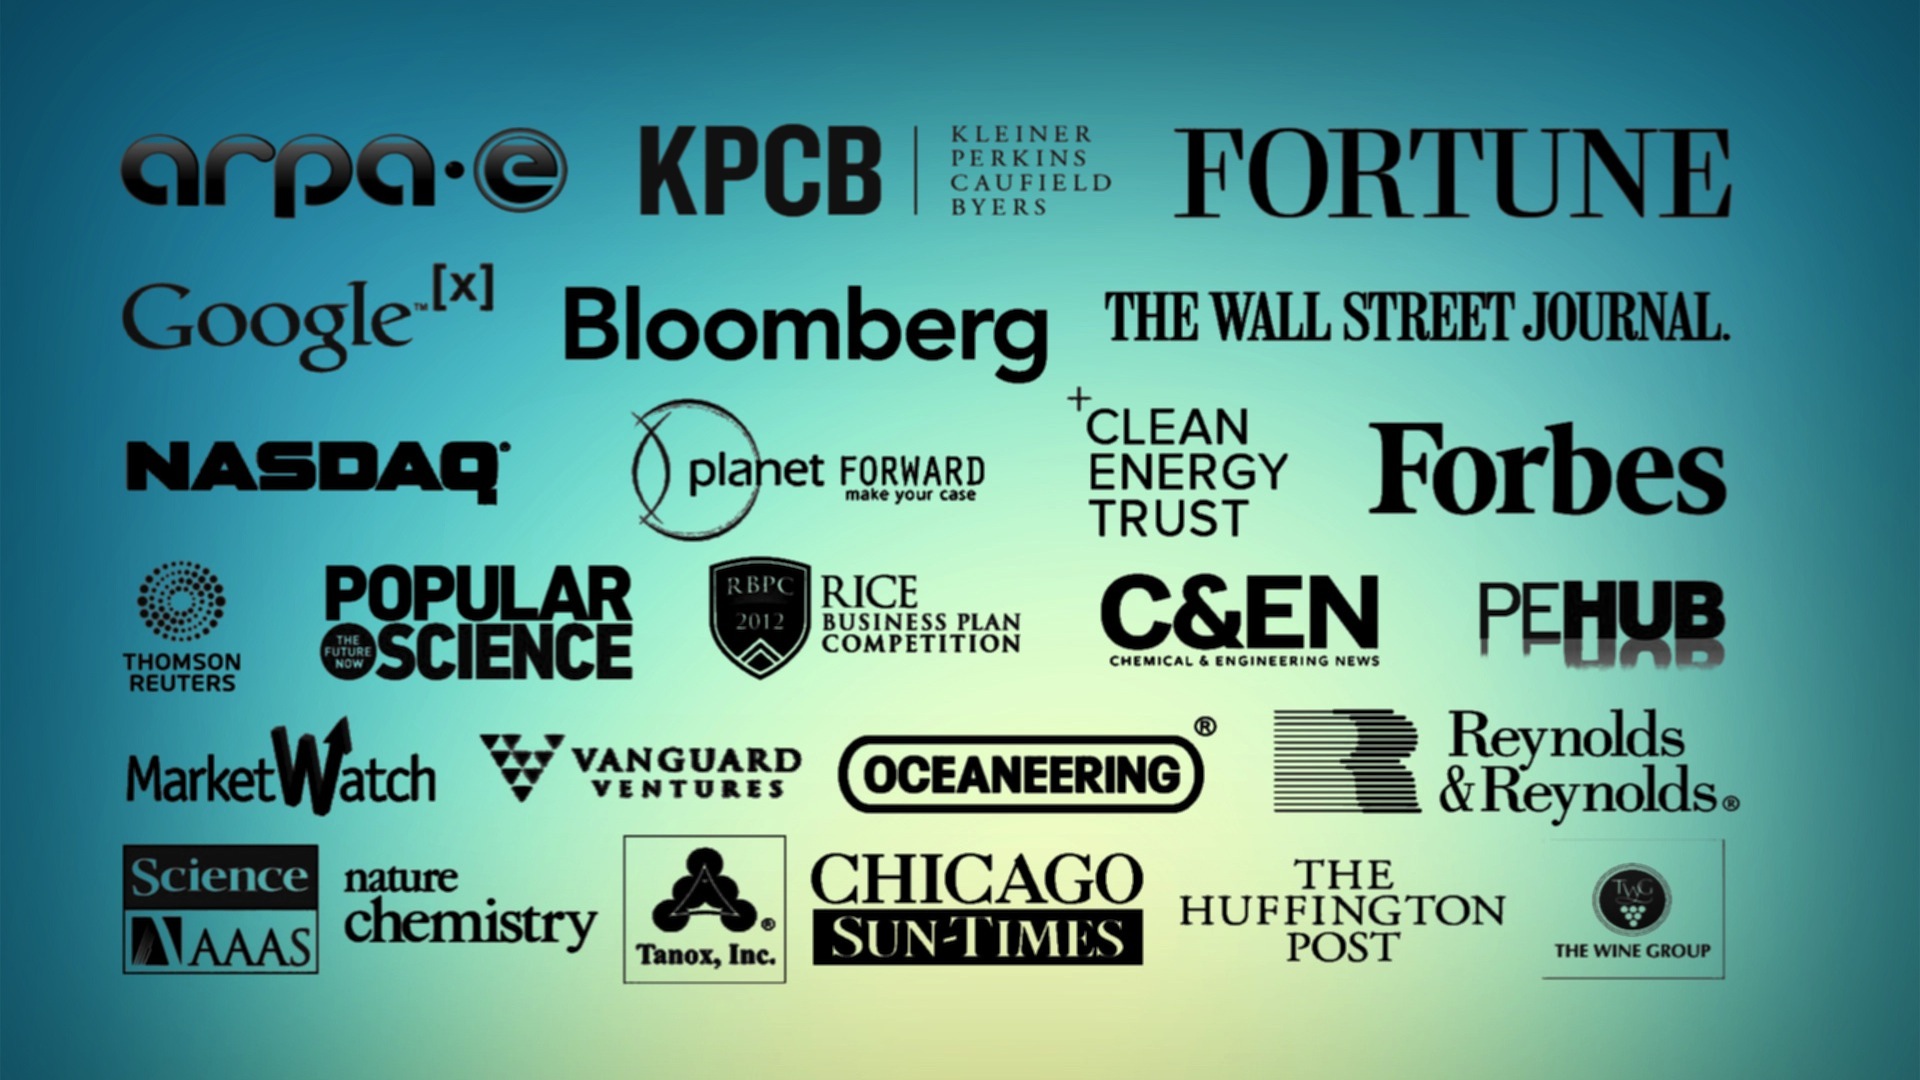 arpa·e
KPCB
KLEINER
PERKINS
CAUFIELD
BYERS
FORTUNE
Google™[x]
Bloomberg
THE WALL STREET JOURNAL.
NASDAQ
planet FORWARD
make your case
+
CLEAN
ENERGY
TRUST
Forbes
THOMSON
REUTERS
POPULAR
SCIENCE
THE
FUTURE
NOW
RBPC
2012
RICE
BUSINESS PLAN
COMPETITION
C&EN
CHEMICAL & ENGINEERING NEWS
PEHUB
MarketWatch
VANGUARD
VENTURES
OCEANEERING®
Reynolds
&Reynolds®
Science
AAAS
nature
chemistry
®
Tanox, Inc.
CHICAGO
SUN-TIMES
THE
HUFFINGTON
POST
TWG
THE WINE GROUP